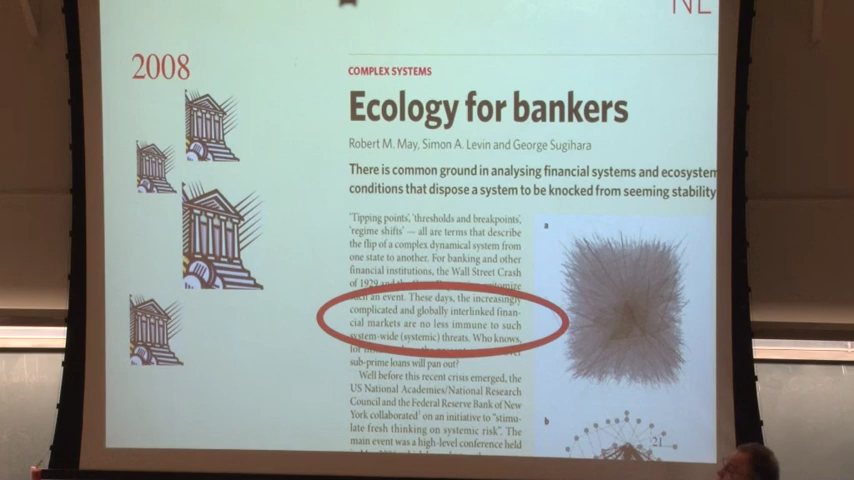 NE
2008
COMPLEX SYSTEMS
Ecology for bankers
Robert M. May, Simon A. Levin and George Sugihara
There is common ground in analysing financial systems and ecosystem
conditions that dispose a system to be knocked from seeming stability
'Tipping points', 'thresholds and breakpoints',
'regime shifts' — all are terms that describe
the flip of a complex dynamical system from
one state to another. For banking and other
financial institutions, the Wall Street Crash
of 1929 and the
such an event. These days, the increasingly
complicated and globally interlinked finan-
cial markets are no less immune to such
system-wide (systemic) threats. Who knows,
for
sub-prime loans will pan out?
Well before this recent crisis emerged, the
US National Academies/National Research
Council and the Federal Reserve Bank of New
York collaborated on an initiative to "stimu-
late fresh thinking on systemic risk". The
main event was a high-level conference held
a
b
21